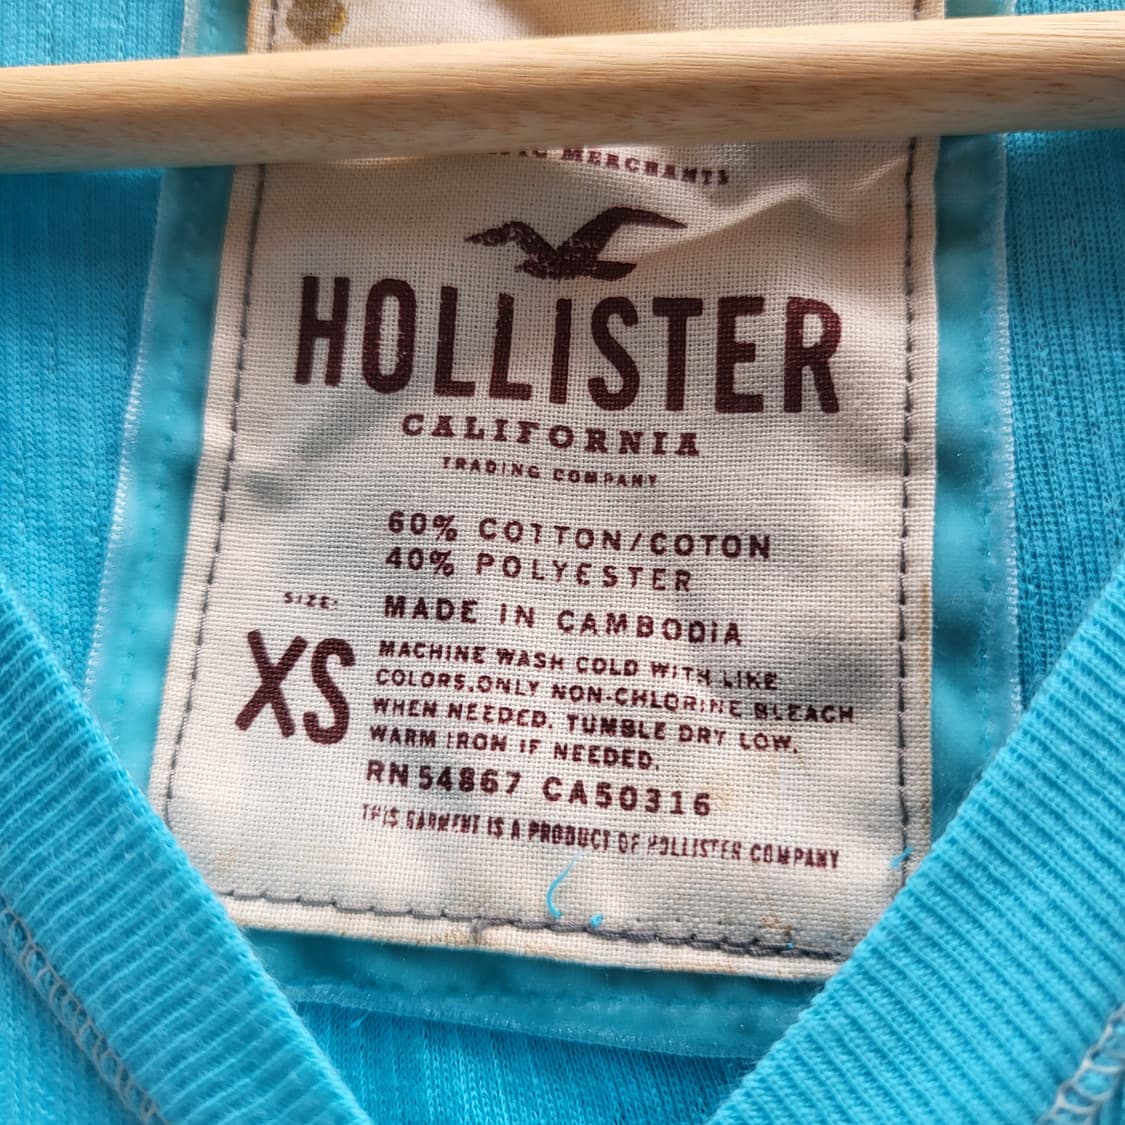 MERCHANTS
HOLLISTER
CALIFORNIA
TRADING COMPANY
60% COTTON/COTON
40% POLYESTER
SIZE:
XS
MADE IN CAMBODIA
MACHINE WASH COLD WITH LIKE
COLORS.ONLY NON-CHLORINE BLEACH
WHEN NEEDED. TUMBLE DRY LOW.
WARM IRON IF NEEDED.
RN54867 CA50316
THIS GARMENT IS A PRODUCT OF HOLLISTER COMPANY